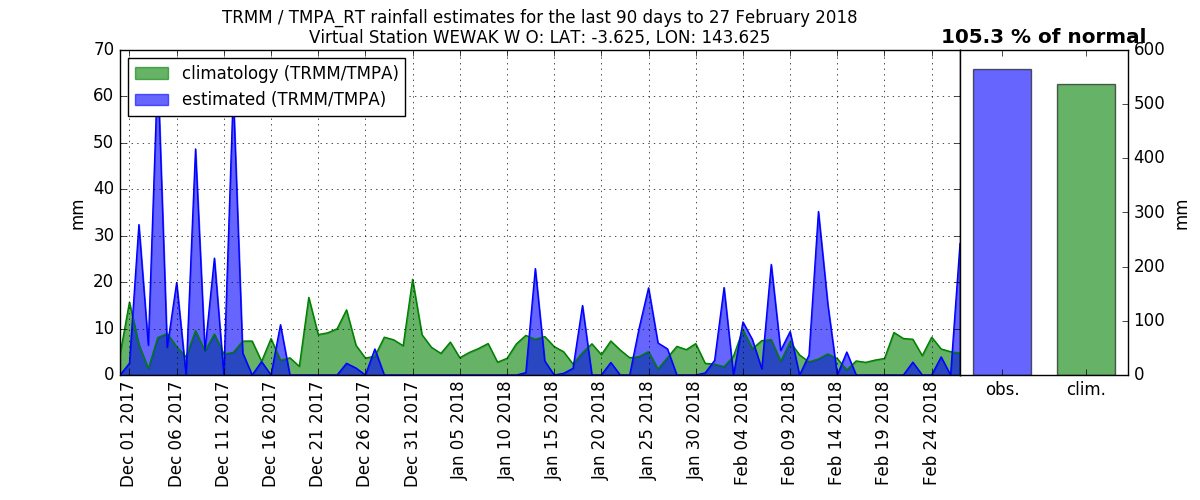 TRMM / TMPA_RT rainfall estimates for the last 90 days to 27 February 2018
Virtual Station WEWAK W O: LAT: -3.625, LON: 143.625
105.3 % of normal
climatology (TRMM/TMPA)
estimated (TRMM/TMPA)
70
60
50
40
30
20
10
0
mm
Dec 01 2017
Dec 06 2017
Dec 11 2017
Dec 16 2017
Dec 21 2017
Dec 26 2017
Dec 31 2017
Jan 05 2018
Jan 10 2018
Jan 15 2018
Jan 20 2018
Jan 25 2018
Jan 30 2018
Feb 04 2018
Feb 09 2018
Feb 14 2018
Feb 19 2018
Feb 24 2018
600
500
400
300
200
100
0
mm
obs.
clim.